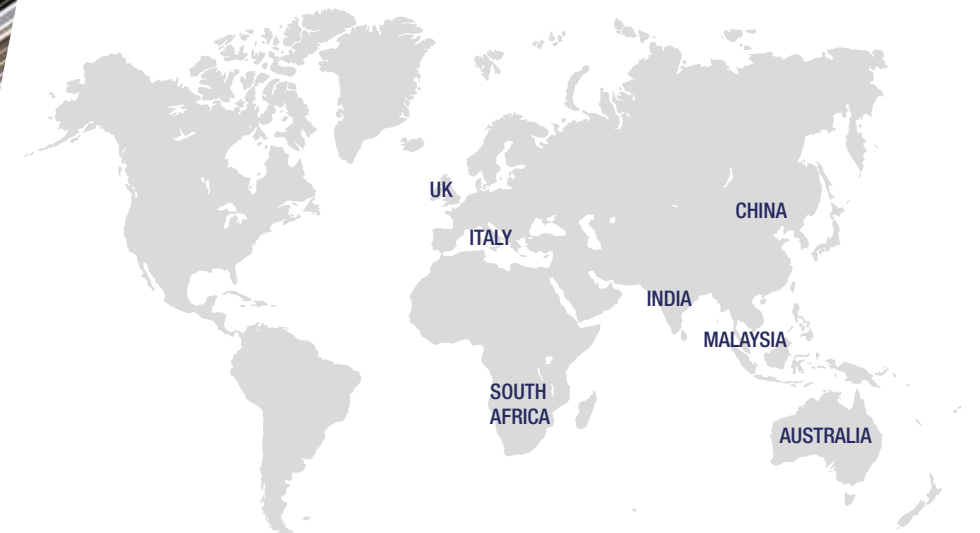 UK
CHINA
ITALY
INDIA
MALAYSIA
SOUTH
AFRICA
AUSTRALIA